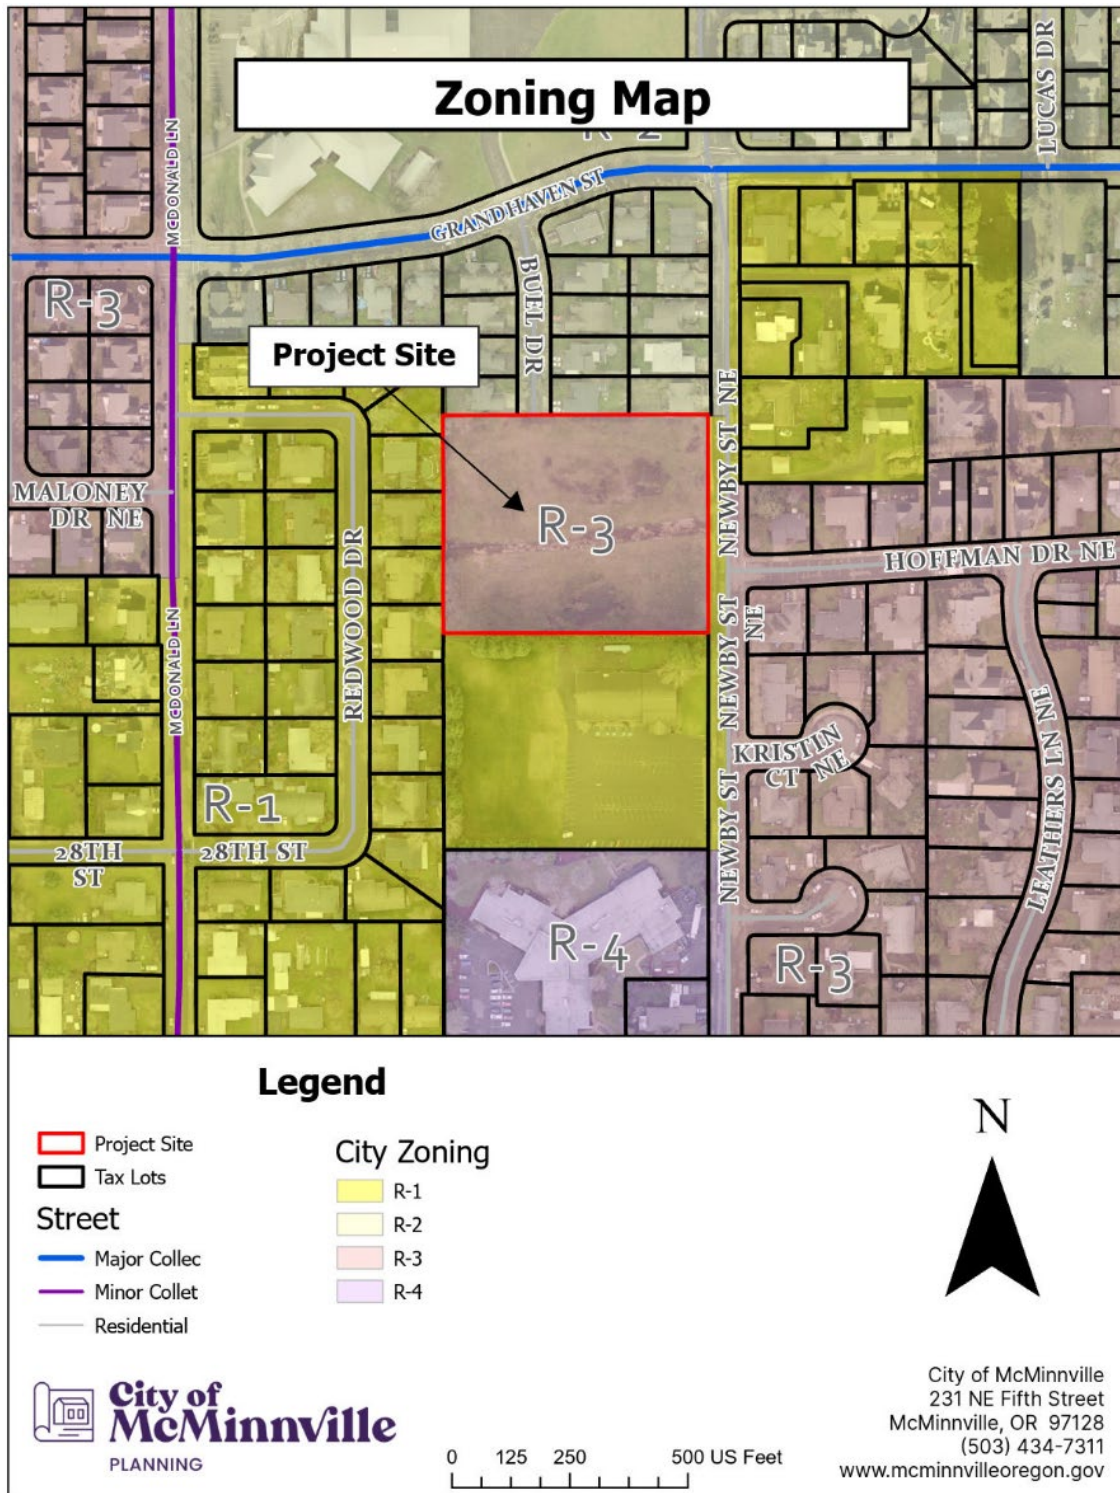 Zoning Map
LUCAS DR
MCDONALD LN
GRANDHAVEN ST
R-3
BUEL DR
Project Site
NEWBY ST NE
MALONEY
DR NE
R-3
HOFFMAN DR NE
REDWOOD DR
MCDONALD LN
NEWBY ST
NE
KRISTIN
CT NE
LEATHERS LN NE
R-1
NEWBY ST
28TH
ST
28TH ST
R-4
R-3
Legend
Project Site
Tax Lots
Street
Major Collec
Minor Collet
Residential
City Zoning
R-1
R-2
R-3
R-4
N
City of
McMinnville
PLANNING
0 125 250 500 US Feet
City of McMinnville
231 NE Fifth Street
McMinnville, OR 97128
(503) 434-7311
www.mcminnvilleoregon.gov